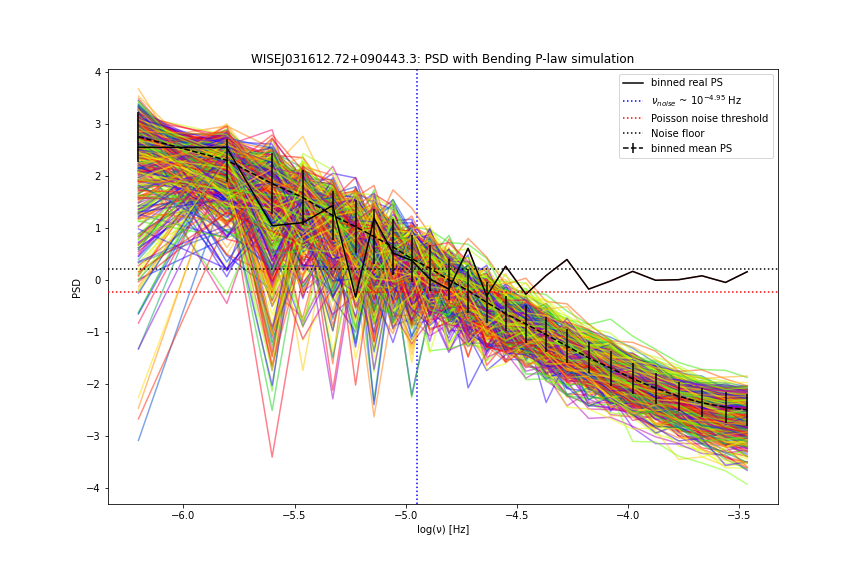 WISEJ031612.72+090443.3: PSD with Bending P-law simulation
binned real PS
ν_noise ~ 10^−4.95 Hz
Poisson noise threshold
Noise floor
binned mean PS
PSD
4
3
2
1
0
−1
−2
−3
−4
−6.0 −5.5 −5.0 −4.5 −4.0 −3.5
log(ν) [Hz]